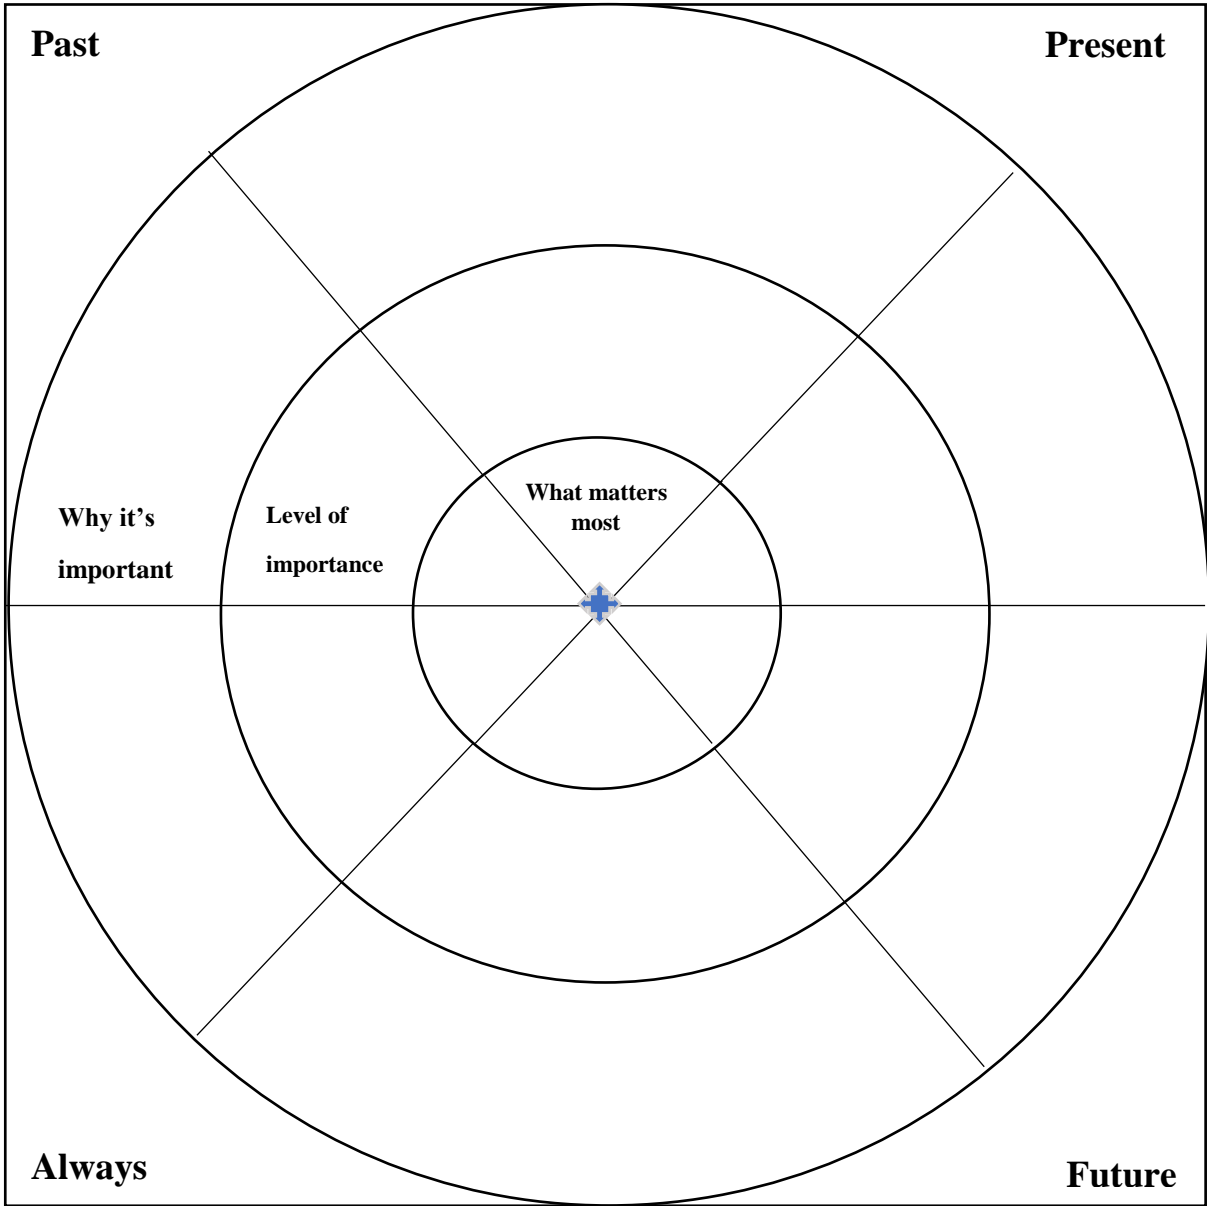 Past
Present
What matters
most
Why it’s
important
Level of
importance
Always
Future